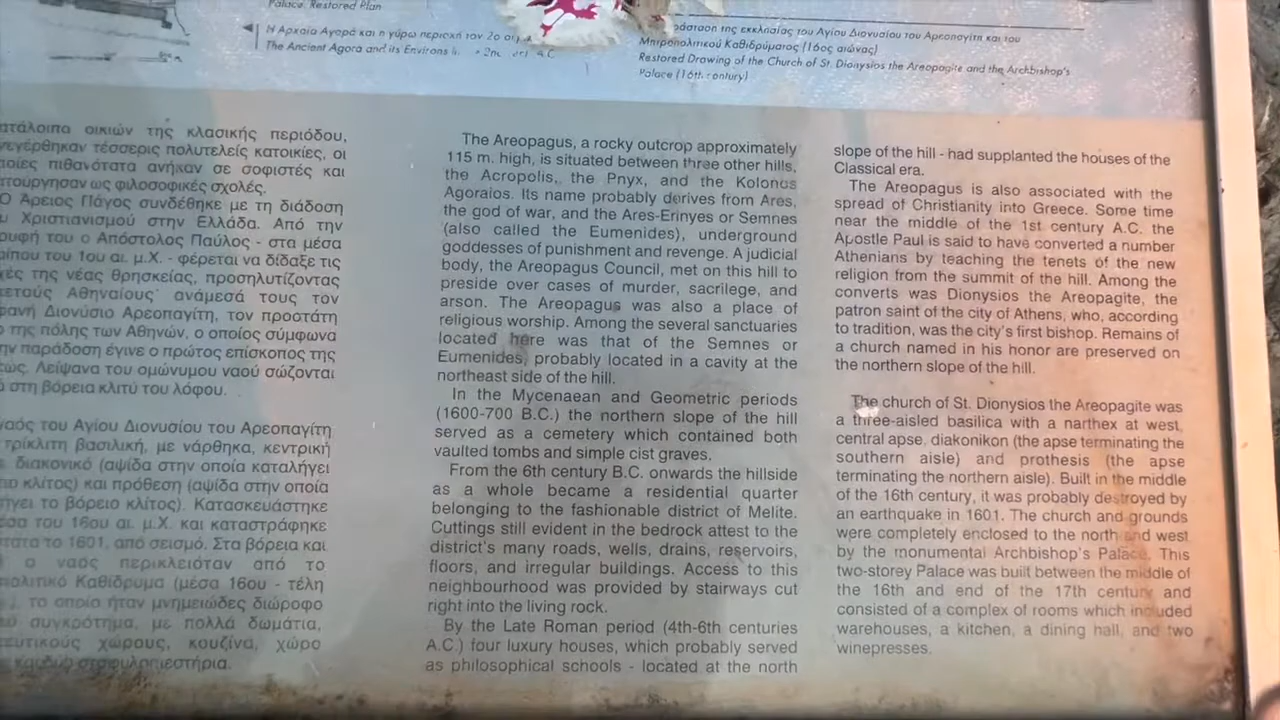 Palace. Restored Plan
Η Αρχαία Αγορά και η γύρω περιοχή τον 2ο
The Ancient Agora and its Environs
της εκκλησίας του Αγίου Διονυσίου του Αρεοπαγίτη και του
Μητροπολιτικού Καθιδρύματος (16ος αιώνας)
Restored Drawing of the Church of St. Dionysios the Areopagite and the Archbishop's
Palace (16th century)
οικιών της κλασικής περιόδου,
τέσσερις πολυτελείς κατοικίες, οι
πιθανότατα ανήκαν σε σοφιστές και
ως φιλοσοφικές σχολές.
Ο Άρειος Πάγος συνδέθηκε με τη διάδοση
Χριστιανισμού στην Ελλάδα. Από την
του ο Απόστολος Παύλος - στα μέσα
του 1ου αι. μ.Χ. - φέρεται να δίδαξε τις
της νέας θρησκείας, προσηλυτίζοντας
Αθηναίους· ανάμεσά τους τον
Διονύσιο Αρεοπαγίτη, τον προστάτη
της πόλης των Αθηνών, ο οποίος σύμφωνα
παράδοση έγινε ο πρώτος επίσκοπος της
Λείψανα του ομώνυμου ναού σώζονται
στη βόρεια κλιτύ του λόφου.
του Αγίου Διονυσίου του Αρεοπαγίτη
βασιλική, με νάρθηκα, κεντρική
διακονικό (αψίδα στην οποία καταλήγει
κλίτος) και πρόθεση (αψίδα στην οποία
το βόρειο κλίτος). Κατασκευάστηκε
του 16ου αι. μ.Χ. και καταστράφηκε
το 1601, από σεισμό. Στα βόρεια και
ο ναός περικλειόταν από το
Καθίδρυμα (μέσα 16ου - τέλη
το οποίο ήταν μνημειώδες διώροφο
συγκρότημα, με πολλά δωμάτια,
χώρους, κουζίνα, χώρο
The Areopagus, a rocky outcrop approximately
115 m. high, is situated between three other hills,
the Acropolis, the Pnyx, and the Kolonos
Agoraios. Its name probably derives from Ares,
the god of war, and the Ares-Erinyes or Semnes
(also called the Eumenides), underground
goddesses of punishment and revenge. A judicial
body, the Areopagus Council, met on this hill to
preside over cases of murder, sacrilege, and
arson. The Areopagus was also a place of
religious worship. Among the several sanctuaries
located here was that of the Semnes or
Eumenides, probably located in a cavity at the
northeast side of the hill.
In the Mycenaean and Geometric periods
(1600-700 B.C.) the northern slope of the hill
served as a cemetery which contained both
vaulted tombs and simple cist graves.
From the 6th century B.C. onwards the hillside
as a whole became a residential quarter
belonging to the fashionable district of Melite.
Cuttings still evident in the bedrock attest to the
district's many roads, wells, drains, reservoirs,
floors, and irregular buildings. Access to this
neighbourhood was provided by stairways cut
right into the living rock.
By the Late Roman period (4th-6th centuries
A.C.) four luxury houses, which probably served
as philosophical schools - located at the north
slope of the hill - had supplanted the houses of the
Classical era.
The Areopagus is also associated with the
spread of Christianity into Greece. Some time
near the middle of the 1st century A.C. the
Apostle Paul is said to have converted a number
Athenians by teaching the tenets of the new
religion from the summit of the hill. Among the
converts was Dionysios the Areopagite, the
patron saint of the city of Athens, who, according
to tradition, was the city's first bishop. Remains of
a church named in his honor are preserved on
the northern slope of the hill.
The church of St. Dionysios the Areopagite was
a three-aisled basilica with a narthex at west,
central apse, diakonikon (the apse terminating the
southern aisle) and prothesis (the apse
terminating the northern aisle). Built in the middle
of the 16th century, it was probably destroyed by
an earthquake in 1601. The church and grounds
were completely enclosed to the north and west
by the monumental Archbishop's Palace. This
two-storey Palace was built between the middle of
the 16th and end of the 17th century and
consisted of a complex of rooms which included
warehouses, a kitchen, a dining hall, and two
winepresses.